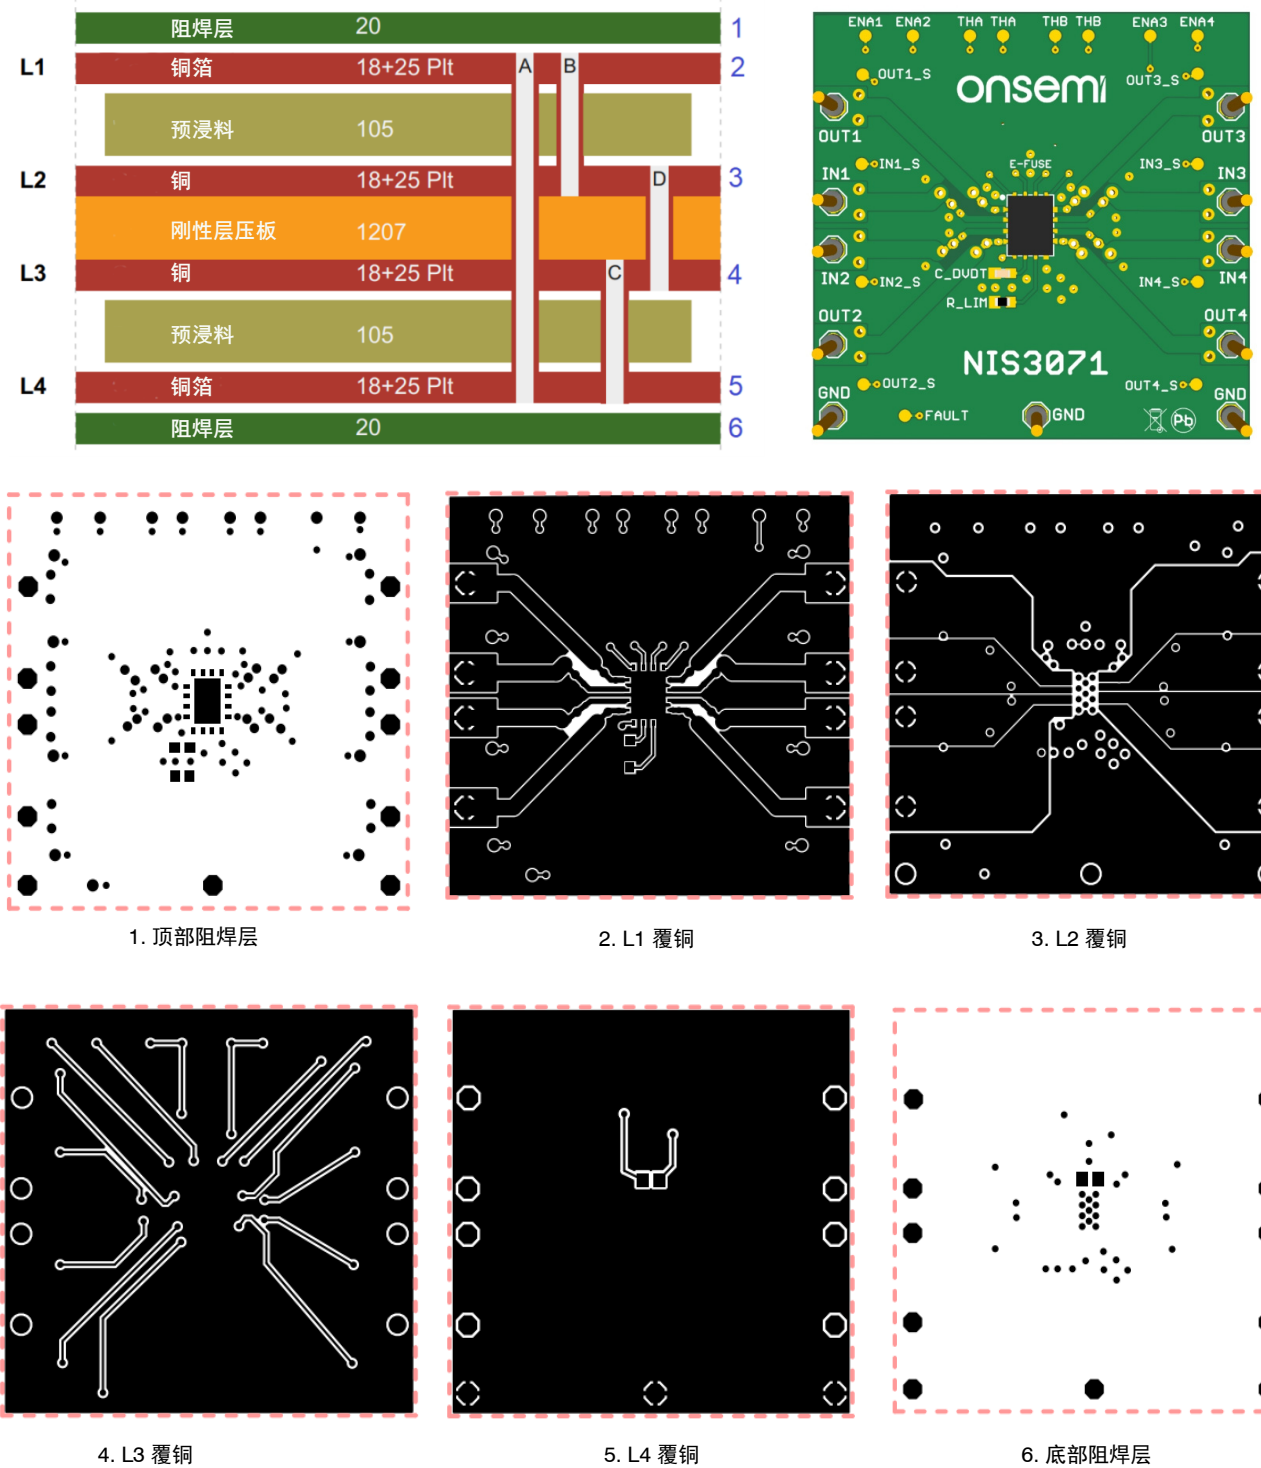 阻焊层 20 1
L1 铜箔 18+25 Plt A B 2
预浸料 105
L2 铜 18+25 Plt D 3
刚性层压板 1207
L3 铜 18+25 Plt C 4
预浸料 105
L4 铜箔 18+25 Plt 5
阻焊层 20 6
ENA1 ENA2 THA THA THB THB ENA3 ENA4
OUT1_S onsemi OUT3_S
OUT1 OUT3
IN1 IN1_S E-FUSE IN3_S IN3
IN2 IN2_S C_DVDT IN4_S IN4
R_LIM
OUT2 OUT4
NIS3071
OUT2_S OUT4_S
GND FAULT GND Pb GND
1. 顶部阻焊层
2. L1 覆铜
3. L2 覆铜
4. L3 覆铜
5. L4 覆铜
6. 底部阻焊层